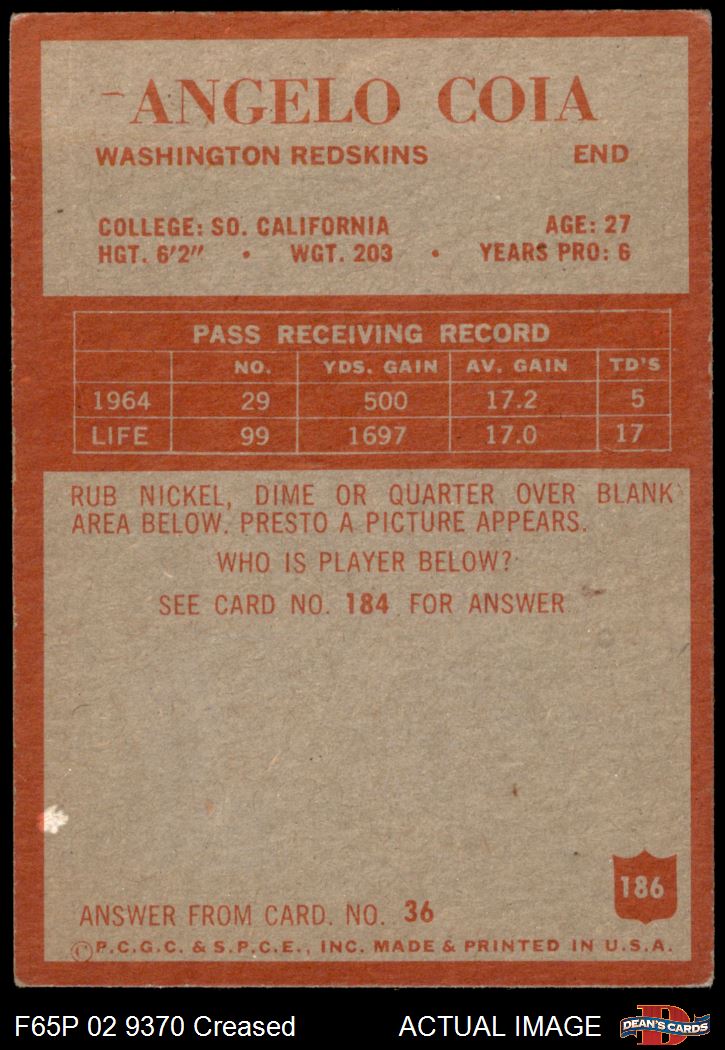 ANGELO COIA
WASHINGTON REDSKINS END
COLLEGE: SO. CALIFORNIA AGE: 27
HGT. 6'2" • WGT. 203 • YEARS PRO: 6
PASS RECEIVING RECORD
NO. YDS. GAIN AV. GAIN TD'S
1964 29 500 17.2 5
LIFE 99 1697 17.0 17
RUB NICKEL, DIME OR QUARTER OVER BLANK
AREA BELOW. PRESTO A PICTURE APPEARS.
WHO IS PLAYER BELOW?
SEE CARD NO. 184 FOR ANSWER
186
ANSWER FROM CARD. NO. 36
©P.C.G.C. & S.P.C.E., INC. MADE & PRINTED IN U.S.A.
F65P 02 9370 Creased ACTUAL IMAGE
D
DEAN'S CARDS